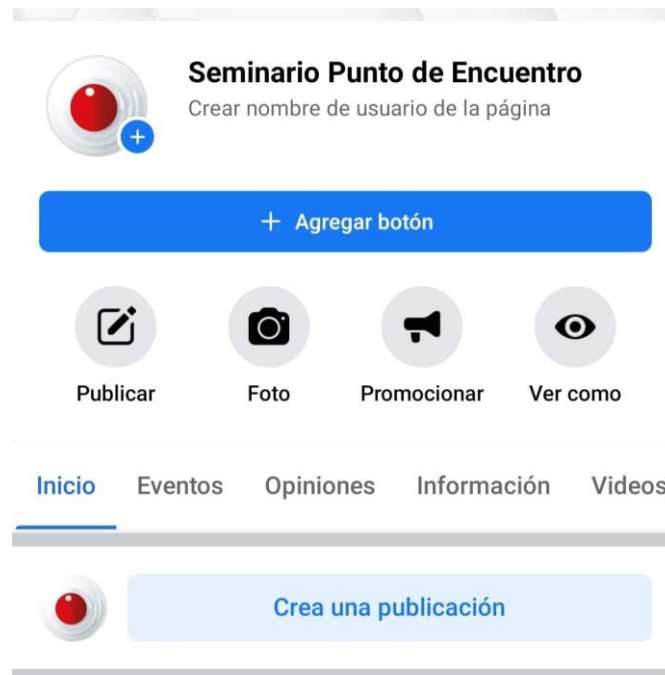 Seminario Punto de Encuentro
Crear nombre de usuario de la página
+ Agregar botón
Publicar Foto Promocionar Ver como
Inicio Eventos Opiniones Información Videos
Crea una publicación